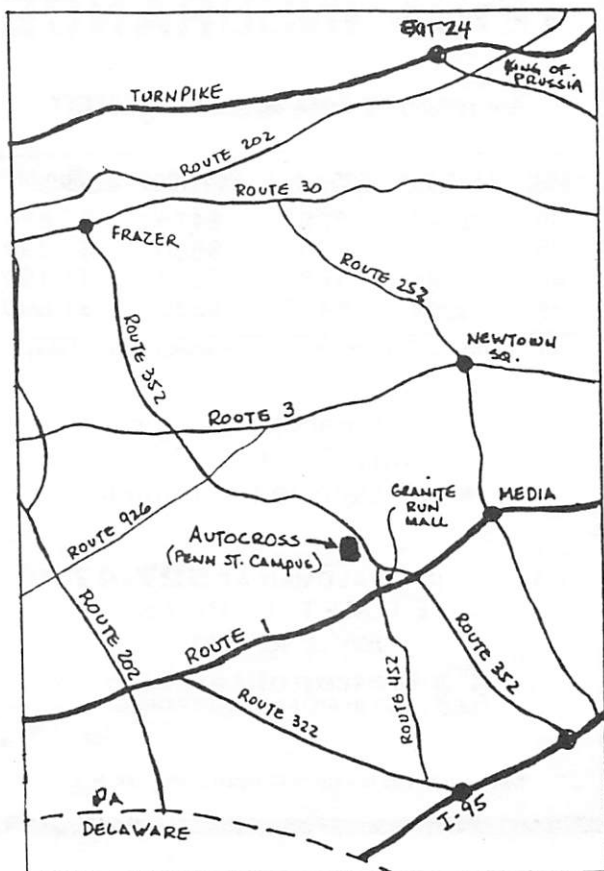 EXIT 24
KING OF
PRUSSIA
TURNPIKE
ROUTE 202
ROUTE 30
FRAZER
ROUTE 252
ROUTE 352
NEWTOWN
SQ.
ROUTE 3
GRANITE
RUN
MALL
MEDIA
ROUTE 926
AUTOCROSS
(PENN ST. CAMPUS)
ROUTE 1
ROUTE 202
ROUTE 352
ROUTE 322
I-95
PA
DELAWARE